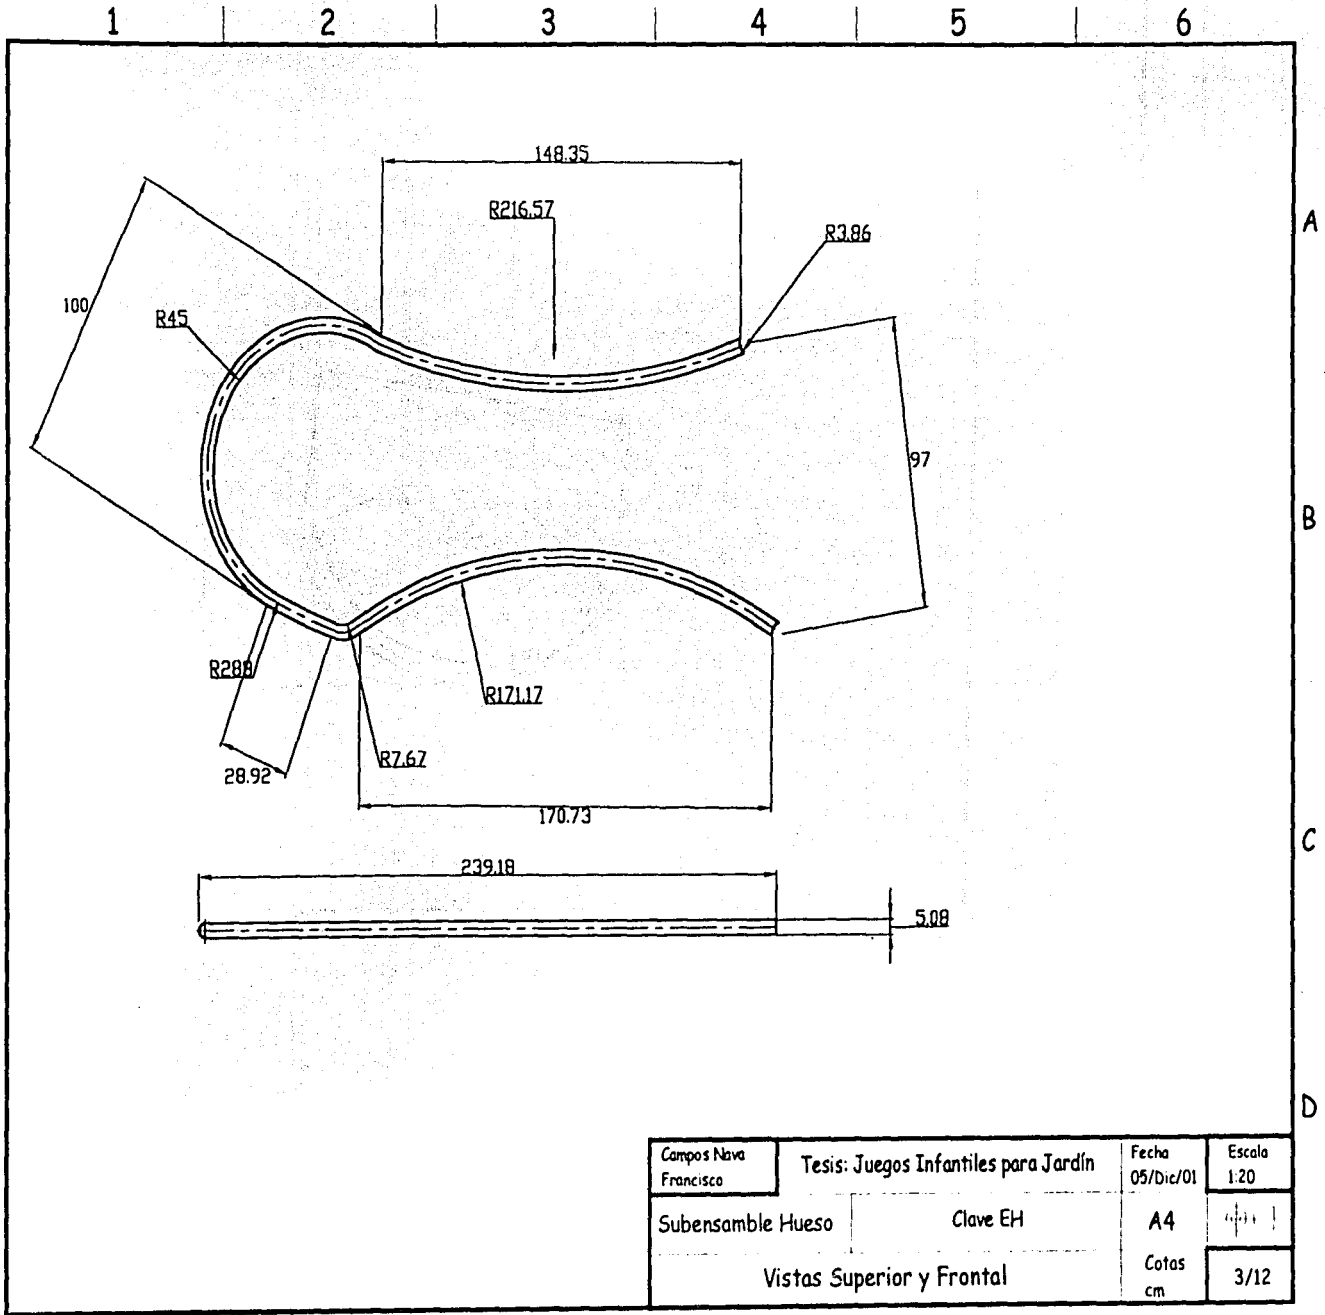 1 2 3 4 5 6
148.35
R216.57
A
R3.86
100
R45
97
B
R288
R171.17
28.92
R7.67
170.73
C
239.18
5.08
D
Campos Nava
Francisco
Tesis: Juegos Infantiles para Jardín
Fecha
05/Dic/01
Escala
1:20
Subensamble Hueso
Clave EH
A4
Vistas Superior y Frontal
Cotas
cm
3/12